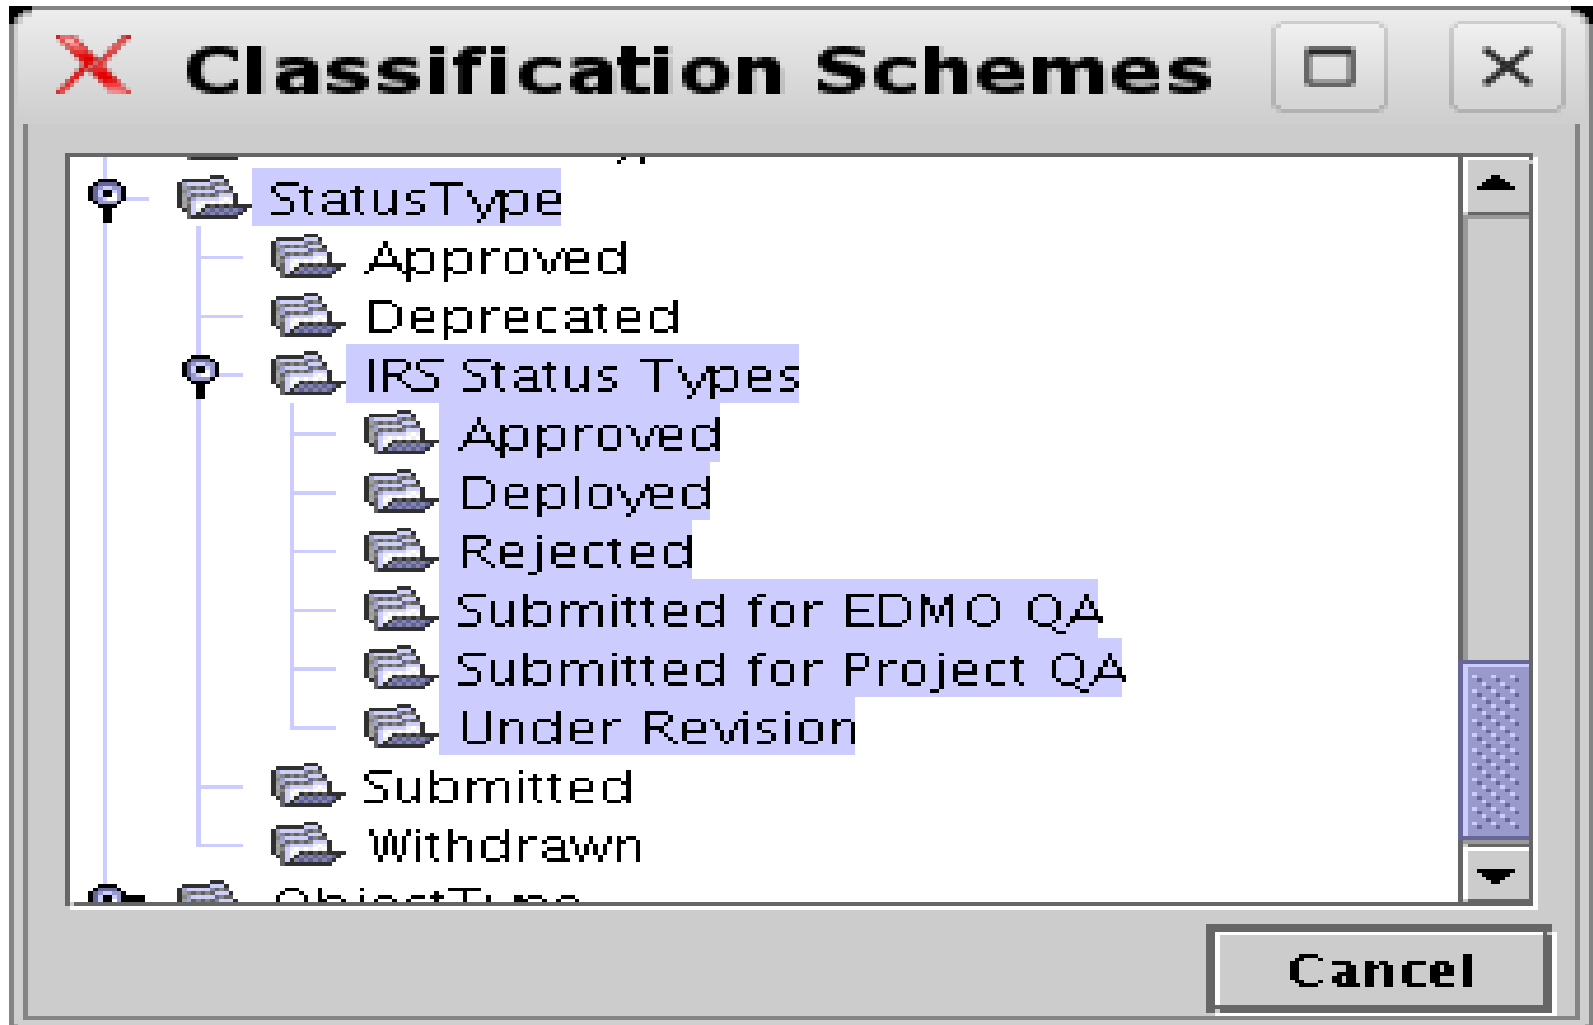 Classification Schemes
StatusType
Approved
Deprecated
IRS Status Types
Approved
Deployed
Rejected
Submitted for EDMO QA
Submitted for Project QA
Under Revision
Submitted
Withdrawn
ObjectType
Cancel